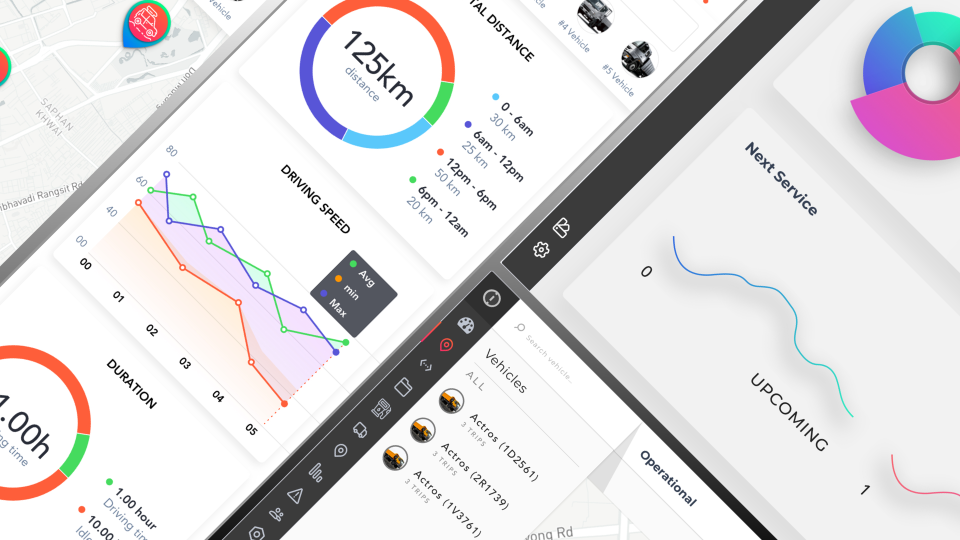 SAPHAN
KHWAI
Vibhavadi Rangsit Rd
125km
distance
TAL DISTANCE
0 - 6am
30 km
6am - 12pm
25 km
12pm - 6pm
50 km
6pm - 12am
20 km
#4 Vehicle
#5 Vehicle
DRIVING SPEED
80
60
40
00
00
01
02
03
04
05
Avg
min
Max
DURATION
1.00h
ing time
1.00 hour
Driving time
10.00
Idle
Search vehicle..
Vehicles
ALL
Actros (1D2561)
3 TRIPS
Actros (2R1739)
3 TRIPS
Actros (1V3761)
3 TRIPS
Operational
ong Rd
Next Service
0
UPCOMING
1